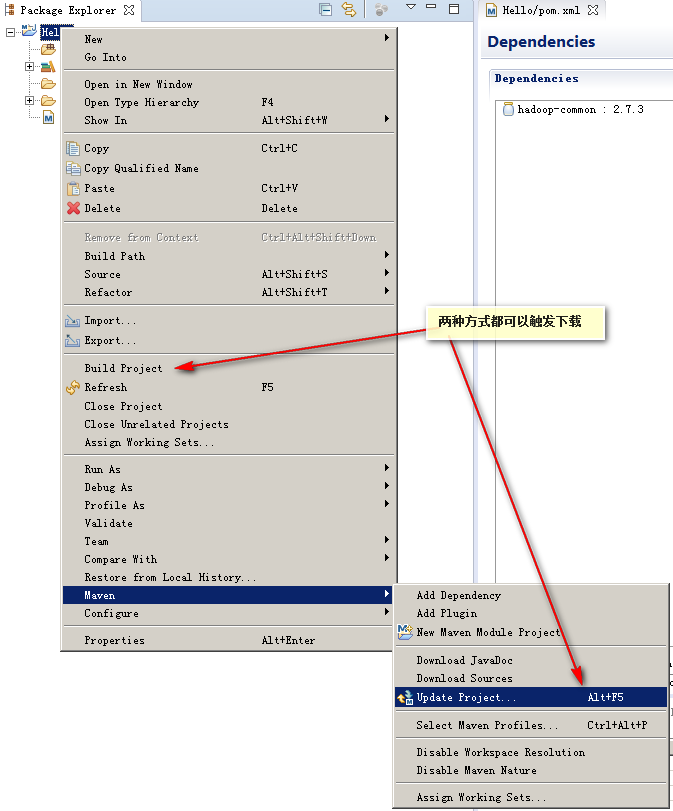 Package Explorer
Hello/pom.xml
Hel
Dependencies
Dependencies
hadoop-common : 2.7.3
New
Go Into
Open in New Window
Open Type Hierarchy F4
Show In Alt+Shift+W
Copy Ctrl+C
Copy Qualified Name
Paste Ctrl+V
Delete Delete
Remove from Context Ctrl+Alt+Shift+Down
Build Path
Source Alt+Shift+S
Refactor Alt+Shift+T
Import...
Export...
两种方式都可以触发下载
Build Project
Refresh F5
Close Project
Close Unrelated Projects
Assign Working Sets...
Run As
Debug As
Profile As
Validate
Team
Compare With
Restore from Local History...
Maven
Configure
Properties Alt+Enter
Add Dependency
Add Plugin
New Maven Module Project
Download JavaDoc
Download Sources
Update Project... Alt+F5
Select Maven Profiles... Ctrl+Alt+P
Disable Workspace Resolution
Disable Maven Nature
Assign Working Sets...